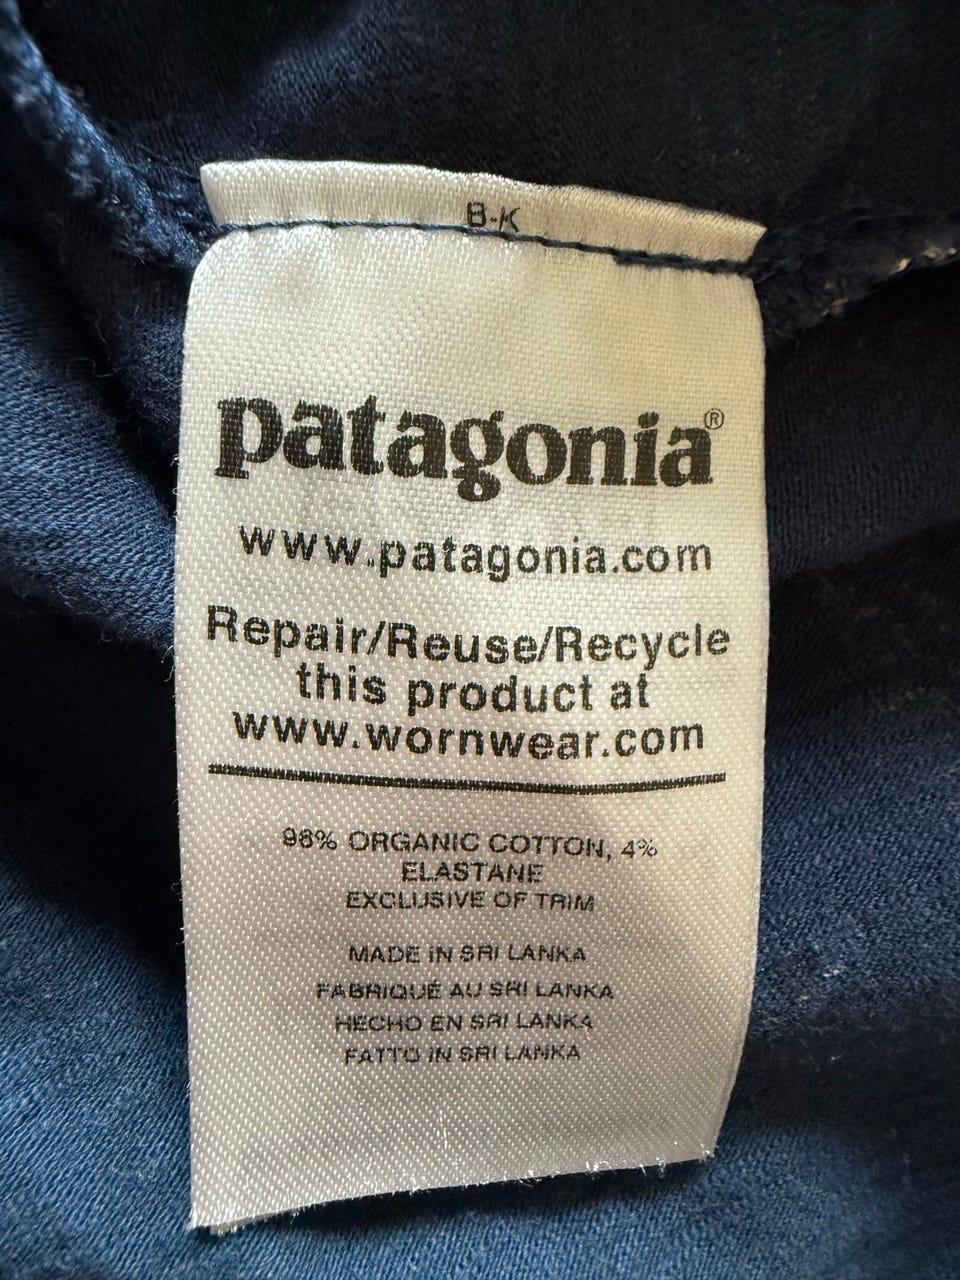 B-K
patagonia®
www.patagonia.com
Repair/Reuse/Recycle
this product at
www.wornwear.com
96% ORGANIC COTTON, 4%
ELASTANE
EXCLUSIVE OF TRIM
MADE IN SRI LANKA
FABRIQUÉ AU SRI LANKA
HECHO EN SRI LANKA
FATTO IN SRI LANKA